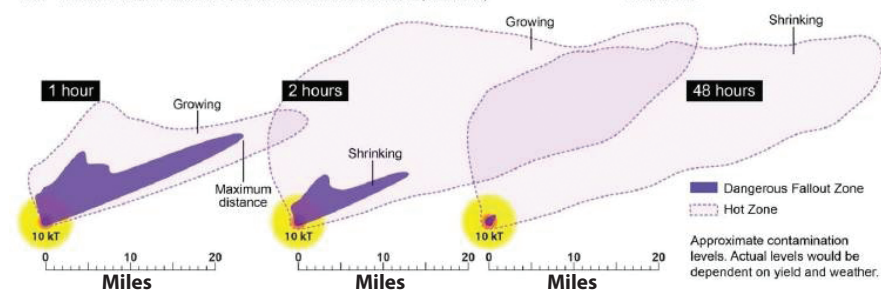 Growing
Shrinking
1 hour
2 hours
48 hours
Growing
Shrinking
Maximum
distance
Dangerous Fallout Zone
Hot Zone
10 kT
10 kT
10 kT
Approximate contamination
levels. Actual levels would be
dependent on yield and weather.
0 10 20
0 10 20
0 10 20
Miles
Miles
Miles